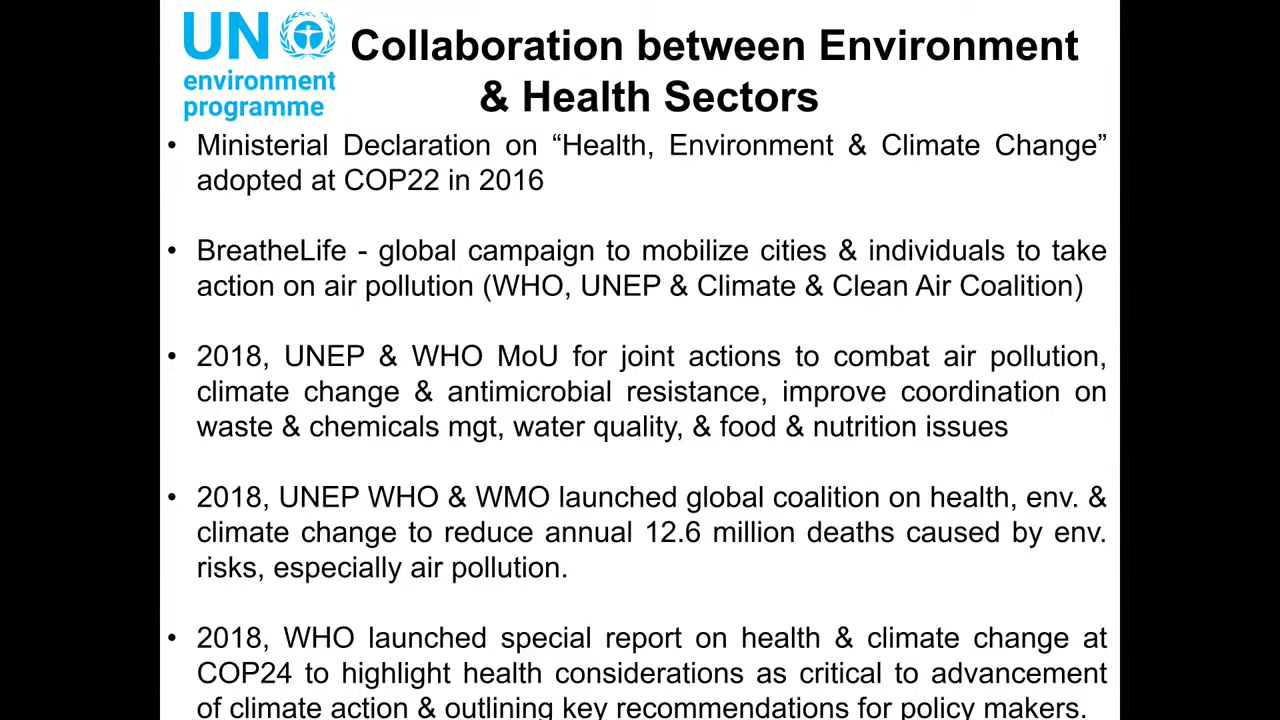 UN
environment
programme
Collaboration between Environment
& Health Sectors
• Ministerial Declaration on “Health, Environment & Climate Change”
adopted at COP22 in 2016
• BreatheLife - global campaign to mobilize cities & individuals to take
action on air pollution (WHO, UNEP & Climate & Clean Air Coalition)
• 2018, UNEP & WHO MoU for joint actions to combat air pollution,
climate change & antimicrobial resistance, improve coordination on
waste & chemicals mgt, water quality, & food & nutrition issues
• 2018, UNEP WHO & WMO launched global coalition on health, env. &
climate change to reduce annual 12.6 million deaths caused by env.
risks, especially air pollution.
• 2018, WHO launched special report on health & climate change at
COP24 to highlight health considerations as critical to advancement
of climate action & outlining key recommendations for policy makers.